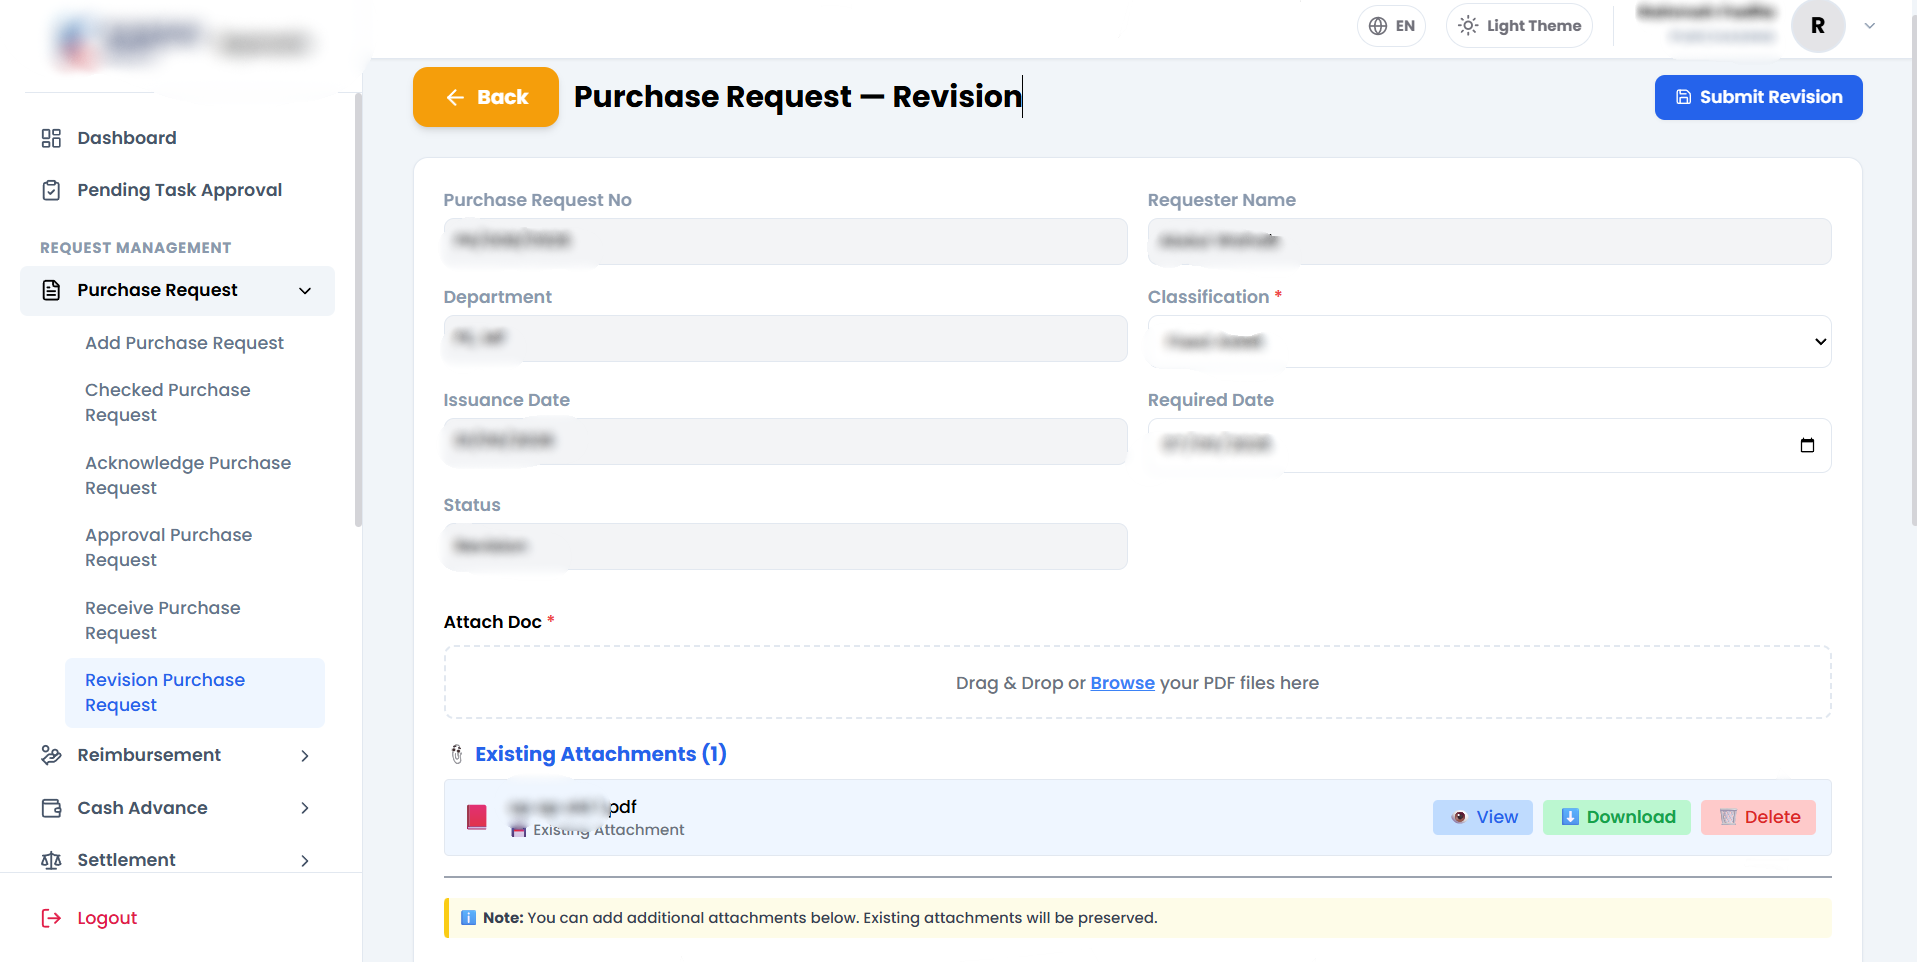 EN
Light Theme
R
Back
Purchase Request — Revision
Submit Revision
Dashboard
Pending Task Approval
REQUEST MANAGEMENT
Purchase Request
Add Purchase Request
Checked Purchase
Request
Acknowledge Purchase
Request
Approval Purchase
Request
Receive Purchase
Request
Revision Purchase
Request
Reimbursement
Cash Advance
Settlement
Logout
Purchase Request No
Requester Name
Department
Classification *
Issuance Date
Required Date
Status
Attach Doc *
Drag & Drop or Browse your PDF files here
Existing Attachments (1)
pdf
Existing Attachment
View
Download
Delete
Note: You can add additional attachments below. Existing attachments will be preserved.